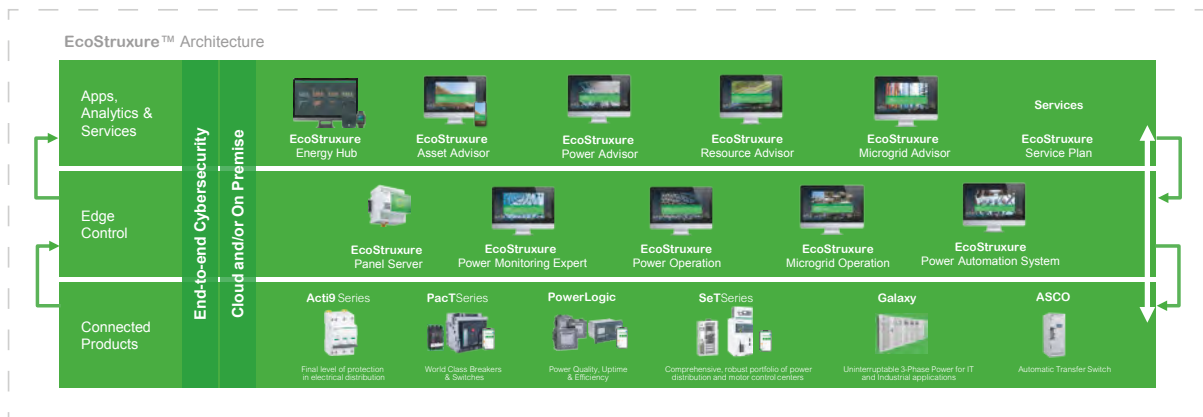 EcoStruxure™ Architecture
Apps,
Analytics &
Services
End-to-end Cybersecurity
Cloud and/or On Premise
EcoStruxure
Energy Hub
EcoStruxure
Asset Advisor
EcoStruxure
Power Advisor
EcoStruxure
Resource Advisor
EcoStruxure
Microgrid Advisor
Services
EcoStruxure
Service Plan
Edge
Control
EcoStruxure
Panel Server
EcoStruxure
Power Monitoring Expert
EcoStruxure
Power Operation
EcoStruxure
Microgrid Operation
EcoStruxure
Power Automation System
Connected
Products
Acti9 Series
Final level of protection
in electrical distribution
PacTSeries
World Class Breakers
& Switches
PowerLogic
Power Quality, Uptime
& Efficiency
SeTSeries
Comprehensive, robust portfolio of power
distribution and motor control centers
Galaxy
Uninterruptable 3-Phase Power for IT
and Industrial applications
ASCO
Automatic Transfer Switch